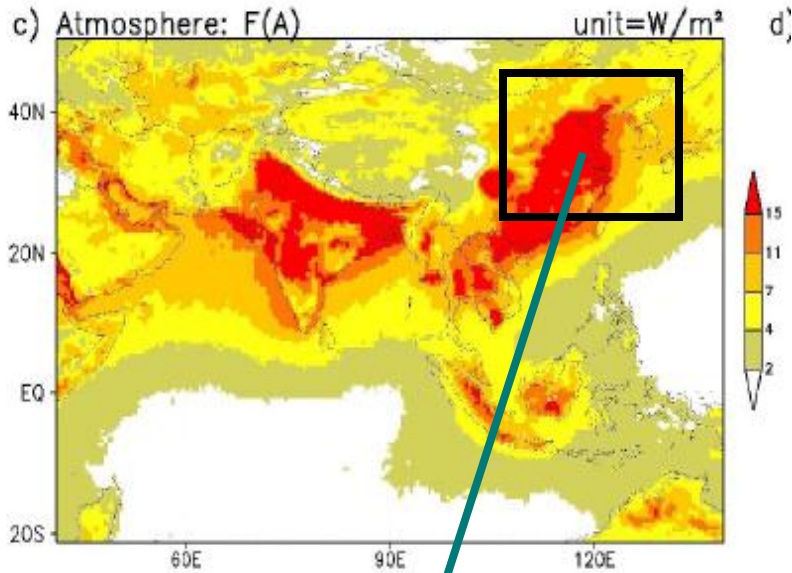 c) Atmosphere: F(A) unit=W/m² d)
40N
20N
EQ
20S
60E 90E 120E
15
11
7
4
2